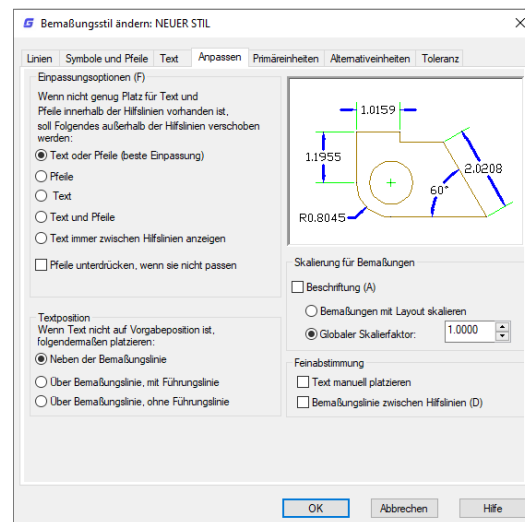 Bemaßungsstil ändern: NEUER STIL
Linien Symbole und Pfeile Text Anpassen Primäreinheiten Alternativeinheiten Toleranz
Einpassungsoptionen (F)
Wenn nicht genug Platz für Text und
Pfeile innerhalb der Hilfslinien vorhanden ist,
soll Folgendes außerhalb der Hilfslinien verschoben
werden:
Text oder Pfeile (beste Einpassung)
Pfeile
Text
Text und Pfeile
Text immer zwischen Hilfslinien anzeigen
Pfeile unterdrücken, wenn sie nicht passen
Textposition
Wenn Text nicht auf Vorgabeposition ist,
folgendermaßen platzieren:
Neben der Bemaßungslinie
Über Bemaßungslinie, mit Führungslinie
Über Bemaßungslinie, ohne Führungslinie
1.0159
1.1955
2.0208
60°
R0.8045
Skalierung für Bemaßungen
Beschriftung (A)
Bemaßungen mit Layout skalieren
Globaler Skalierfaktor: 1.0000
Feinabstimmung
Text manuell platzieren
Bemaßungslinie zwischen Hilfslinien (D)
OK Abbrechen Hilfe